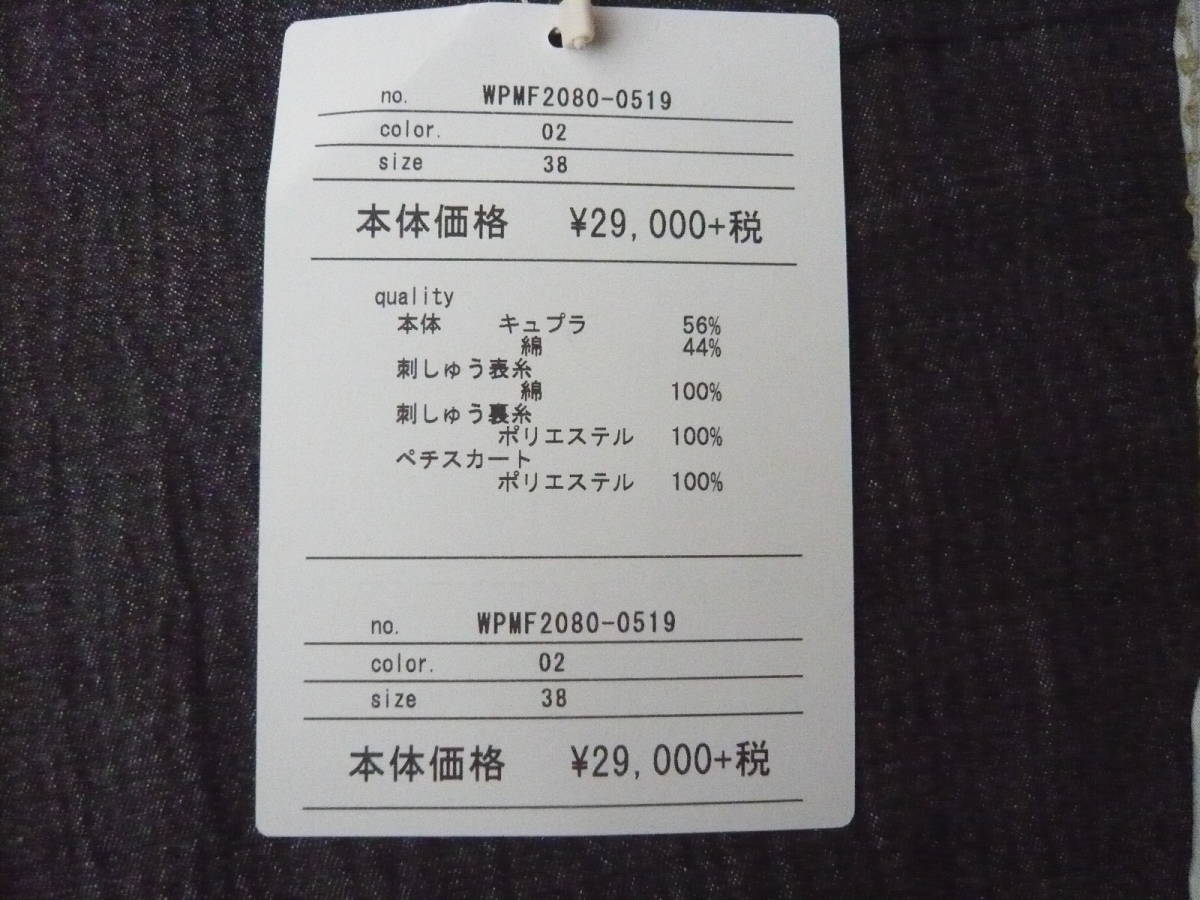 no. WPMF2080-0519
color. 02
size 38
本体価格 ¥29,000+税
quality
本体 キュプラ 56%
綿 44%
刺しゅう表糸
綿 100%
刺しゅう裏糸
ポリエステル 100%
ペチスカート
ポリエステル 100%
no. WPMF2080-0519
color. 02
size 38
本体価格 ¥29,000+税